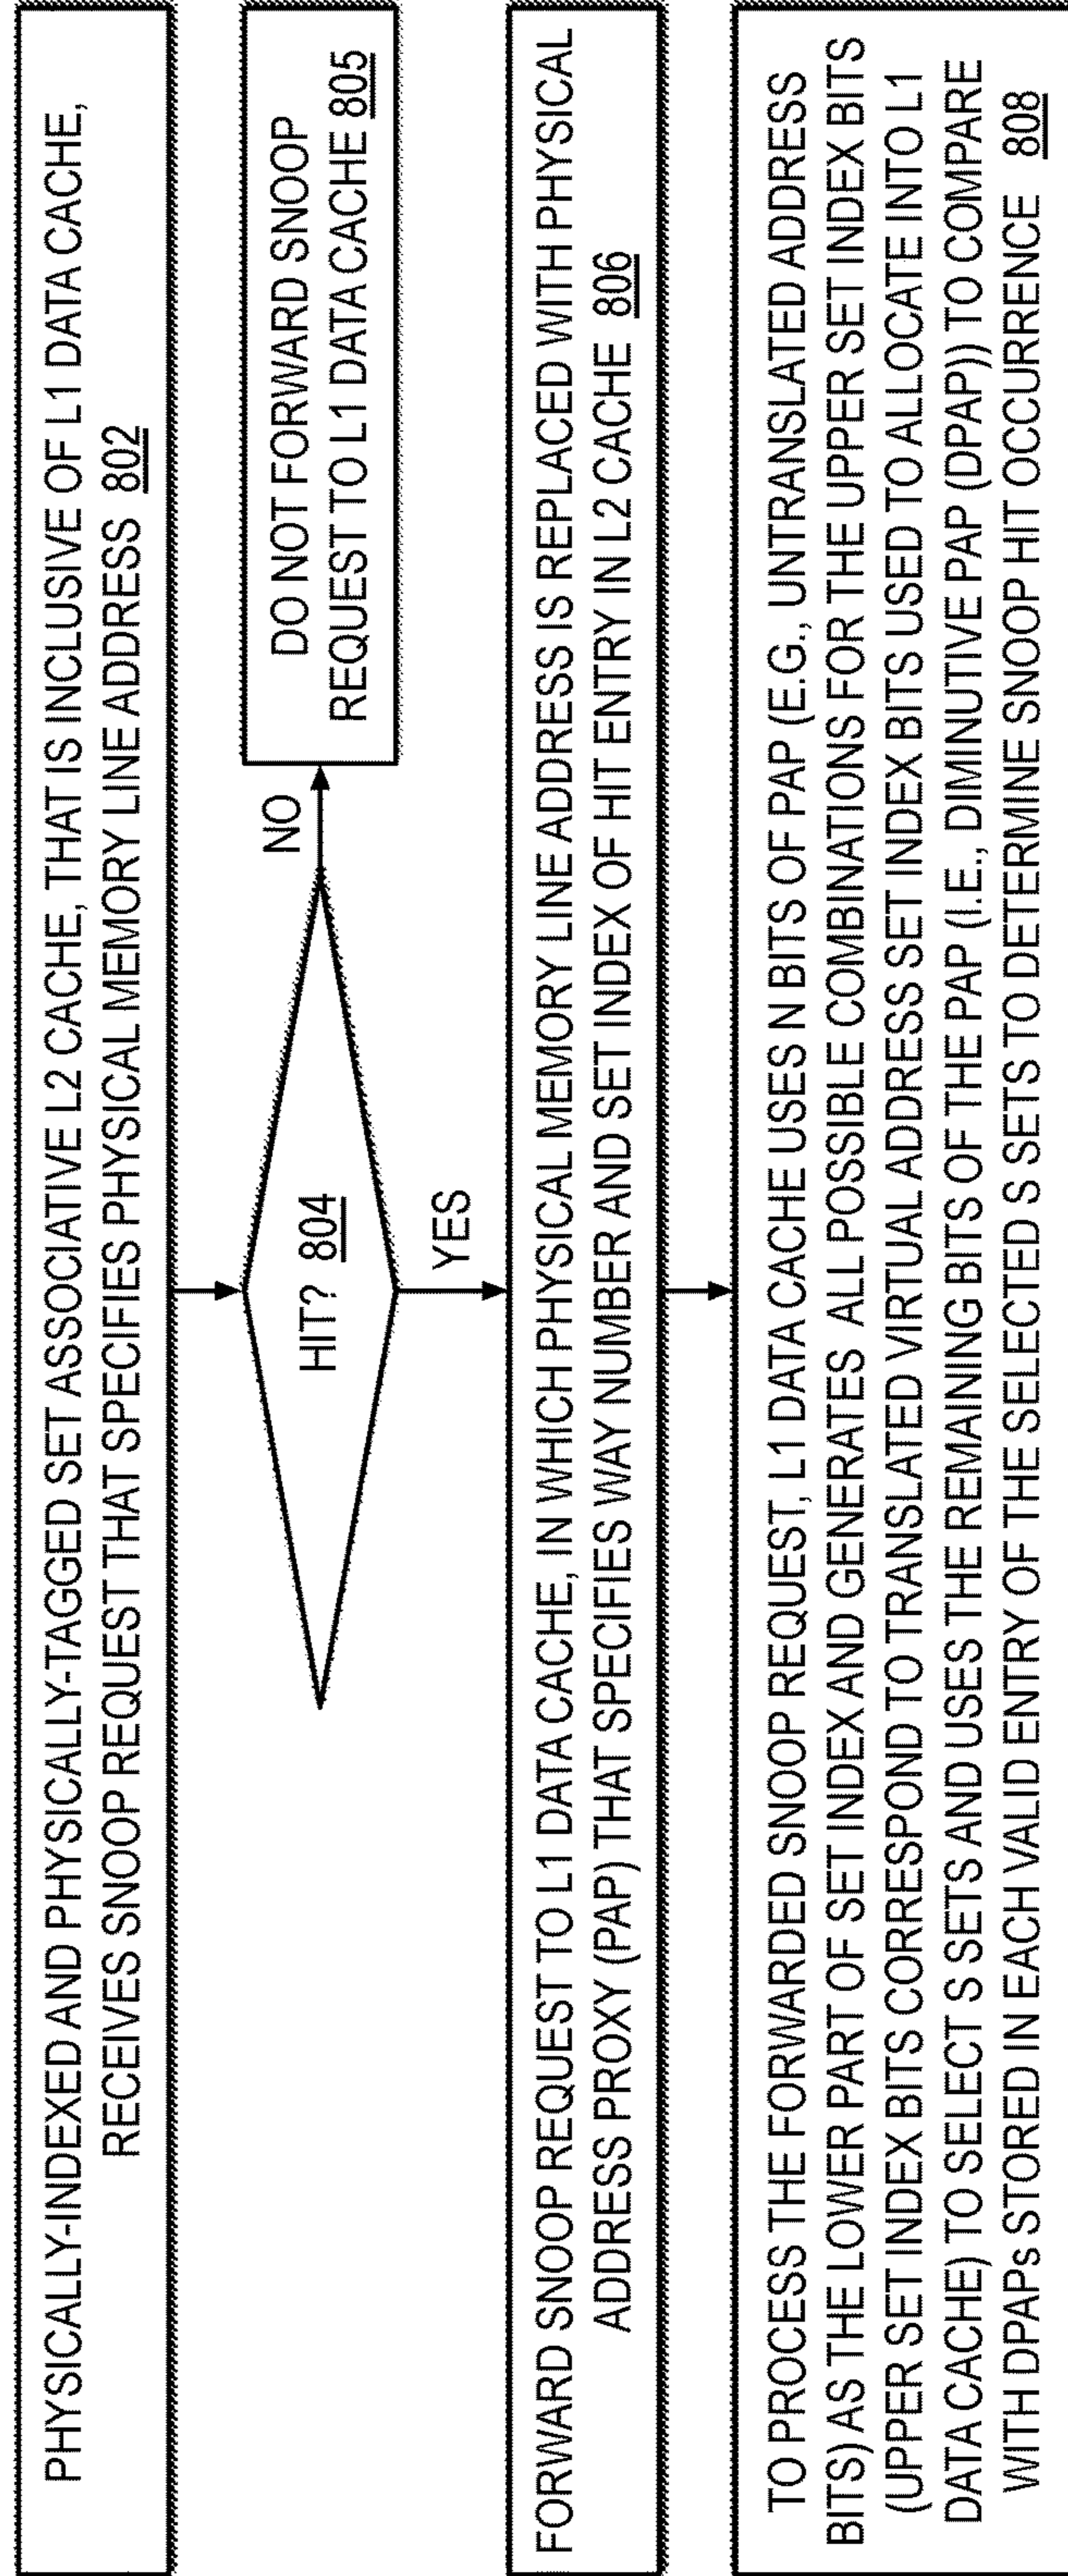 PHYSICALLY-INDEXED AND PHYSICALLY-TAGGED SET ASSOCIATIVE L2 CACHE, THAT IS INCLUSIVE OF L1 DATA CACHE,
RECEIVES SNOOP REQUEST THAT SPECIFIES PHYSICAL MEMORY LINE ADDRESS 802
HIT? 804
NO
DO NOT FORWARD SNOOP
REQUEST TO L1 DATA CACHE 805
YES
FORWARD SNOOP REQUEST TO L1 DATA CACHE, IN WHICH PHYSICAL MEMORY LINE ADDRESS IS REPLACED WITH PHYSICAL
ADDRESS PROXY (PAP) THAT SPECIFIES WAY NUMBER AND SET INDEX OF HIT ENTRY IN L2 CACHE 806
TO PROCESS THE FORWARDED SNOOP REQUEST, L1 DATA CACHE USES N BITS OF PAP (E.G., UNTRANSLATED ADDRESS
BITS) AS THE LOWER PART OF SET INDEX AND GENERATES ALL POSSIBLE COMBINATIONS FOR THE UPPER SET INDEX BITS
(UPPER SET INDEX BITS CORRESPOND TO TRANSLATED VIRTUAL ADDRESS SET INDEX BITS USED TO ALLOCATE INTO L1
DATA CACHE) TO SELECT S SETS AND USES THE REMAINING BITS OF THE PAP (I.E., DIMINUTIVE PAP (DPAP)) TO COMPARE
WITH DPAPs STORED IN EACH VALID ENTRY OF THE SELECTED S SETS TO DETERMINE SNOOP HIT OCCURRENCE 808